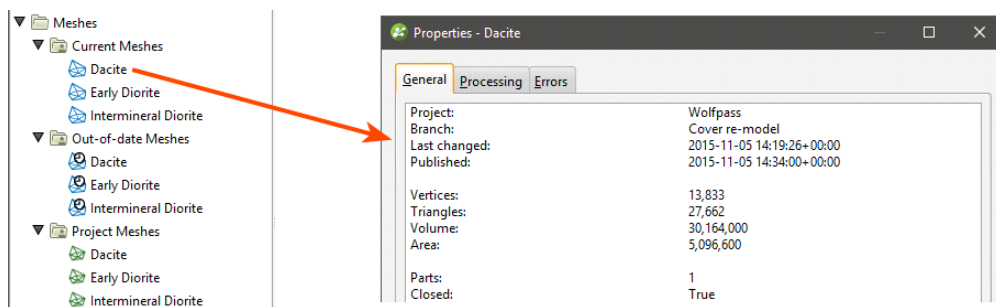 Meshes
Current Meshes
Dacite
Early Diorite
Intermineral Diorite
Out-of-date Meshes
Dacite
Early Diorite
Intermineral Diorite
Project Meshes
Dacite
Early Diorite
Intermineral Diorite
Properties - Dacite
General Processing Errors
Project: Wolfpass
Branch: Cover re-model
Last changed: 2015-11-05 14:19:26+00:00
Published: 2015-11-05 14:34:00+00:00
Vertices: 13,833
Triangles: 27,662
Volume: 30,164,000
Area: 5,096,600
Parts: 1
Closed: True